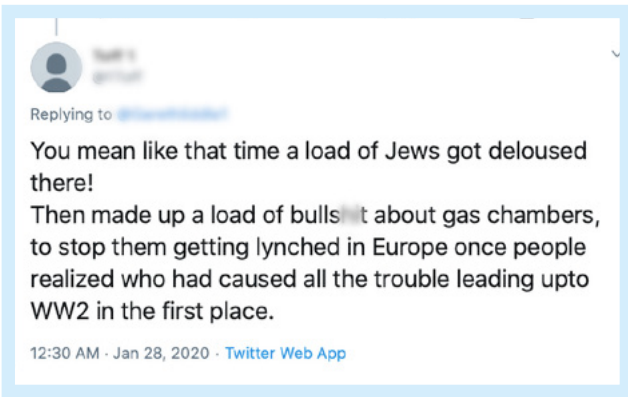 Replying to
You mean like that time a load of Jews got deloused
there!
Then made up a load of bulls t about gas chambers,
to stop them getting lynched in Europe once people
realized who had caused all the trouble leading upto
WW2 in the first place.
12:30 AM · Jan 28, 2020 · Twitter Web App